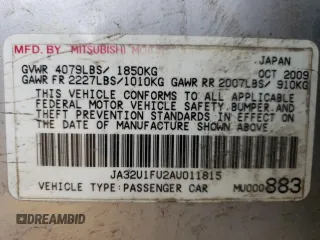 JAPAN
MFD. BY MITSUBISHI MO
GVWR 4079LBS/ 1850KG OCT 2009
GAWR FR 2227LBS/1010KG GAWR RR 2007LBS/ 910KG
THIS VEHICLE CONFORMS TO ALL APPLICABLE
FEDERAL MOTOR VEHICLE SAFETY, BUMPER, AND
THEFT PREVENTION STANDARDS IN EFFECT ON
THE DATE OF MANUFACTURE SHOWN ABOVE.
JA32U1FU2AU011815
VEHICLE TYPE:PASSENGER CAR MU000883
DREAMBID